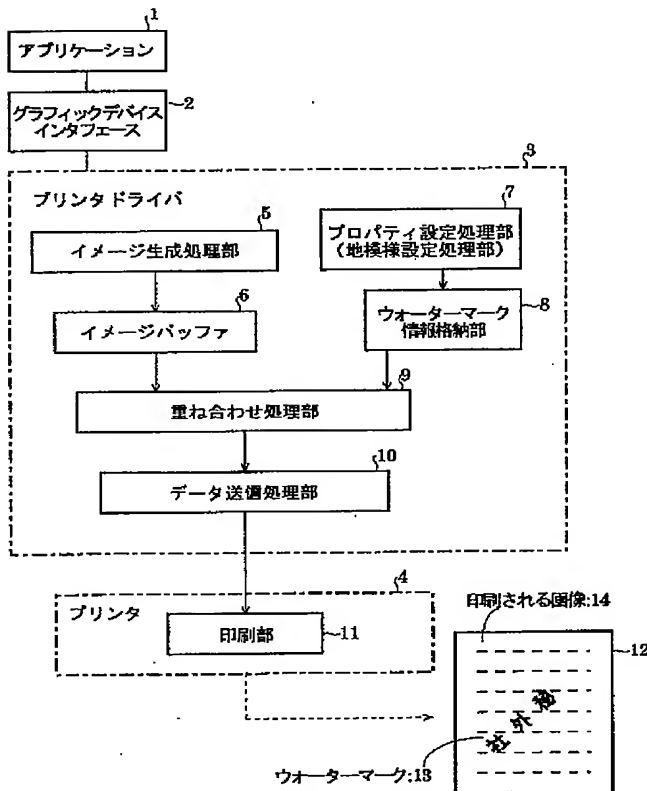 1
アプリケーション
2
グラフィックデバイス
インタフェース
3
プリンタドライバ
5
イメージ生成処理部
6
イメージバッファ
7
プロパティ設定処理部
(地模様設定処理部)
8
ウォーターマーク
情報格納部
9
重ね合わせ処理部
10
データ送信処理部
4
プリンタ
印刷部
11
印刷される画像:14
12
社外秘
ウォーターマーク:13